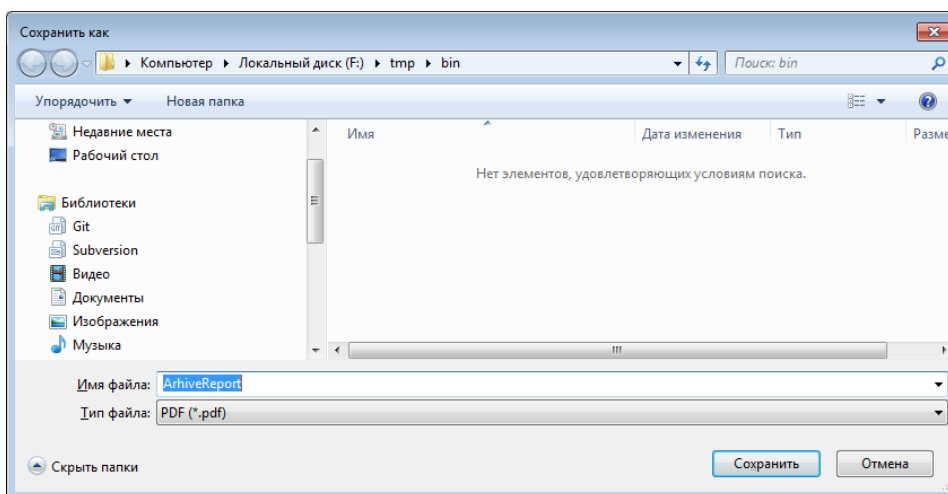 Сохранить как
Компьютер ▸ Локальный диск (F:) ▸ tmp ▸ bin
Поиск: bin
Упорядочить ▼ Новая папка
Недавние места
Рабочий стол
Библиотеки
Git
Subversion
Видео
Документы
Изображения
Музыка
Имя Дата изменения Тип Разме
Нет элементов, удовлетворяющих условиям поиска.
Имя файла: ArhiveReport
Тип файла: PDF (*.pdf)
Скрыть папки
Сохранить Отмена